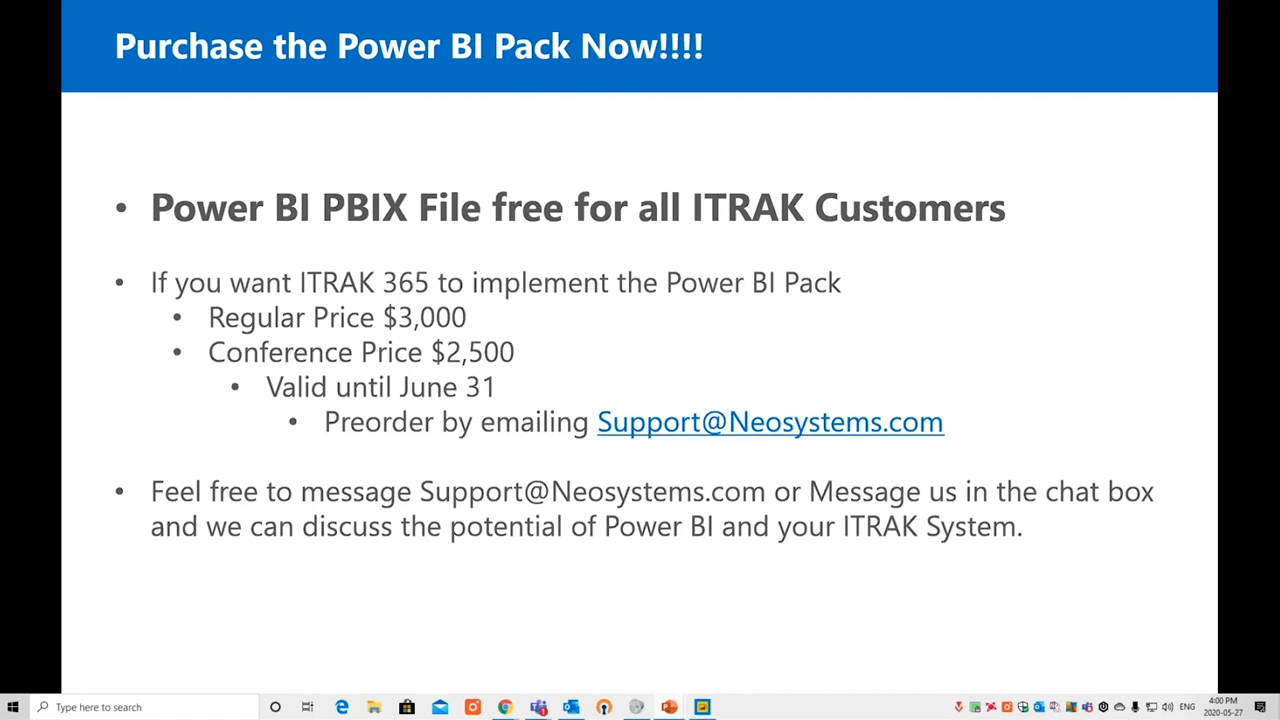 Purchase the Power BI Pack Now!!!!
• Power BI PBIX File free for all ITRAK Customers
• If you want ITRAK 365 to implement the Power BI Pack
• Regular Price $3,000
• Conference Price $2,500
• Valid until June 31
• Preorder by emailing Support@Neosystems.com
• Feel free to message Support@Neosystems.com or Message us in the chat box
and we can discuss the potential of Power BI and your ITRAK System.
Type here to search
ENG
4:00 PM
2020-05-27